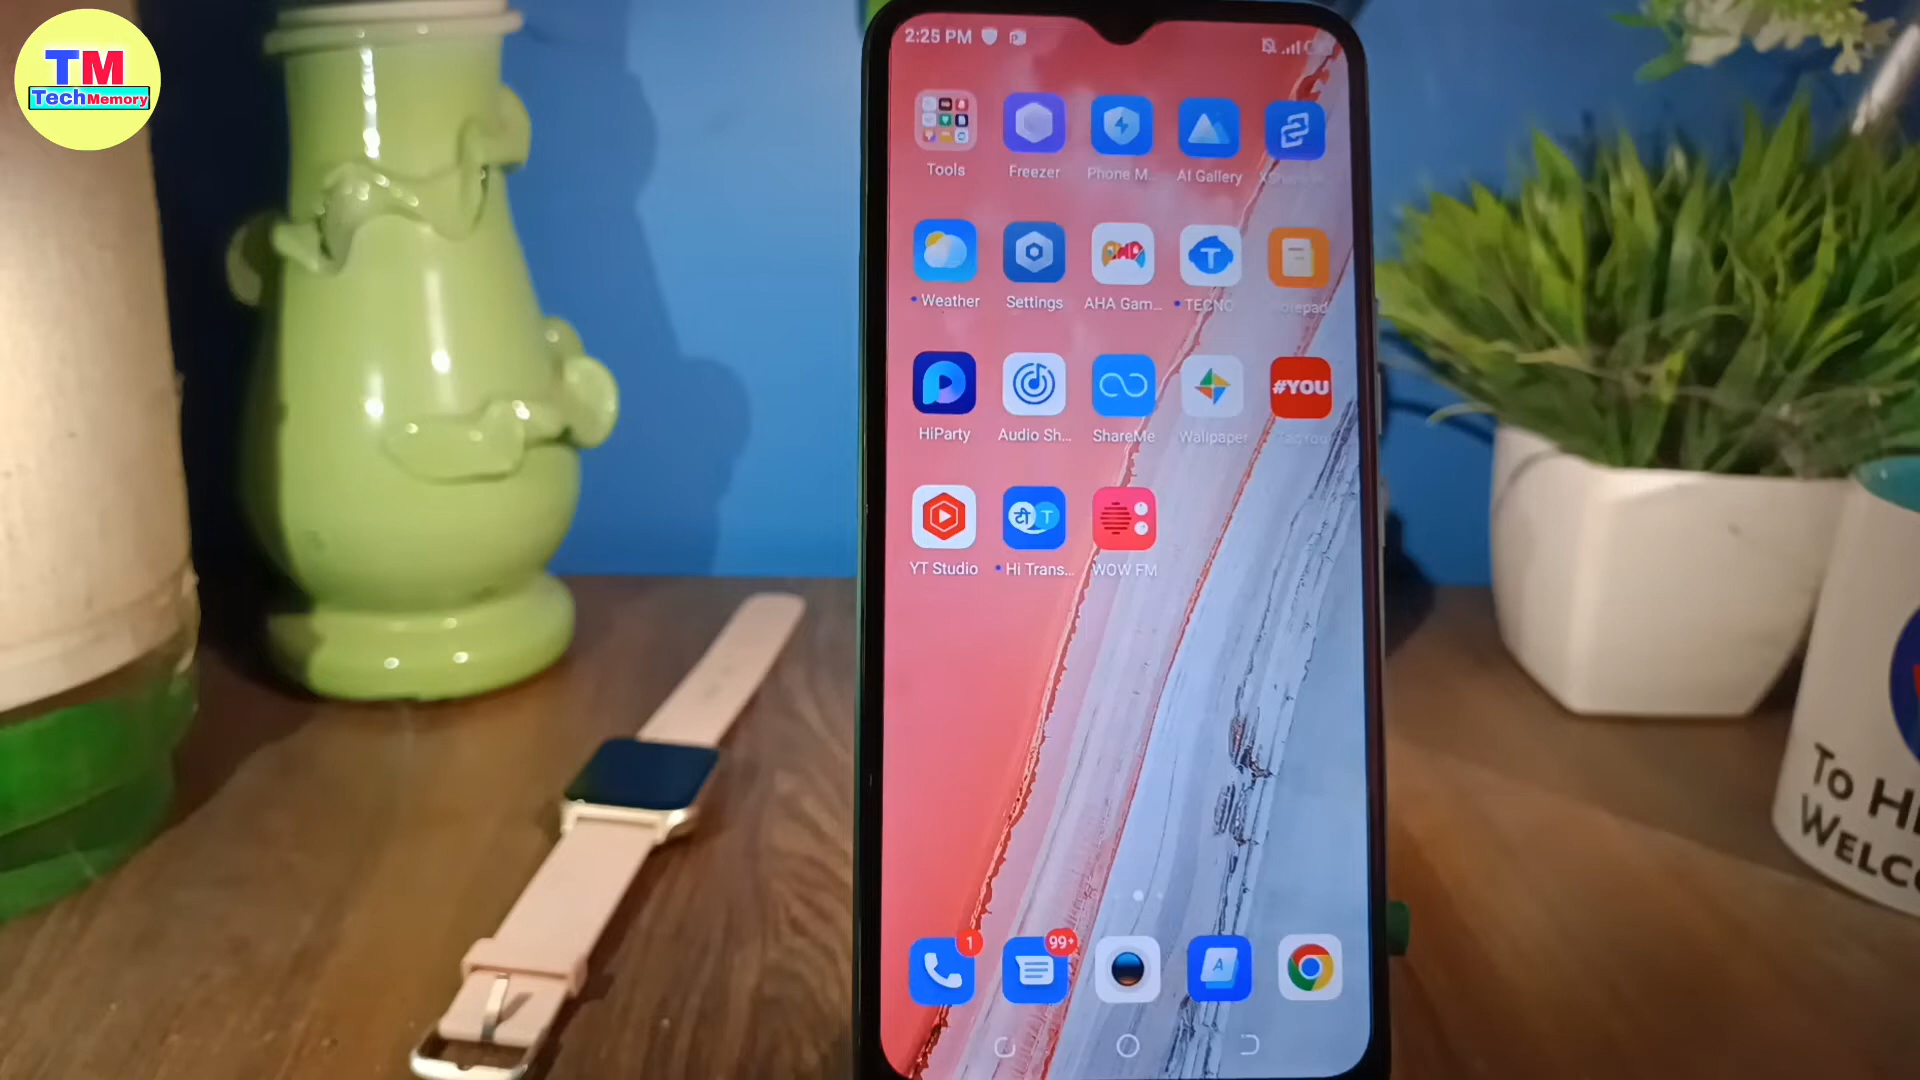 TM
TechMemory
2:25 PM
Tools
Freezer
Phone M...
AI Gallery
Weather
Settings
AHA Gam...
TECNO
Notepad
#YOU
HiParty
Audio Sh...
ShareMe
Wallpaper
टी T
YT Studio
Hi Trans...
WOW FM
1
99+
A
To H
WELC